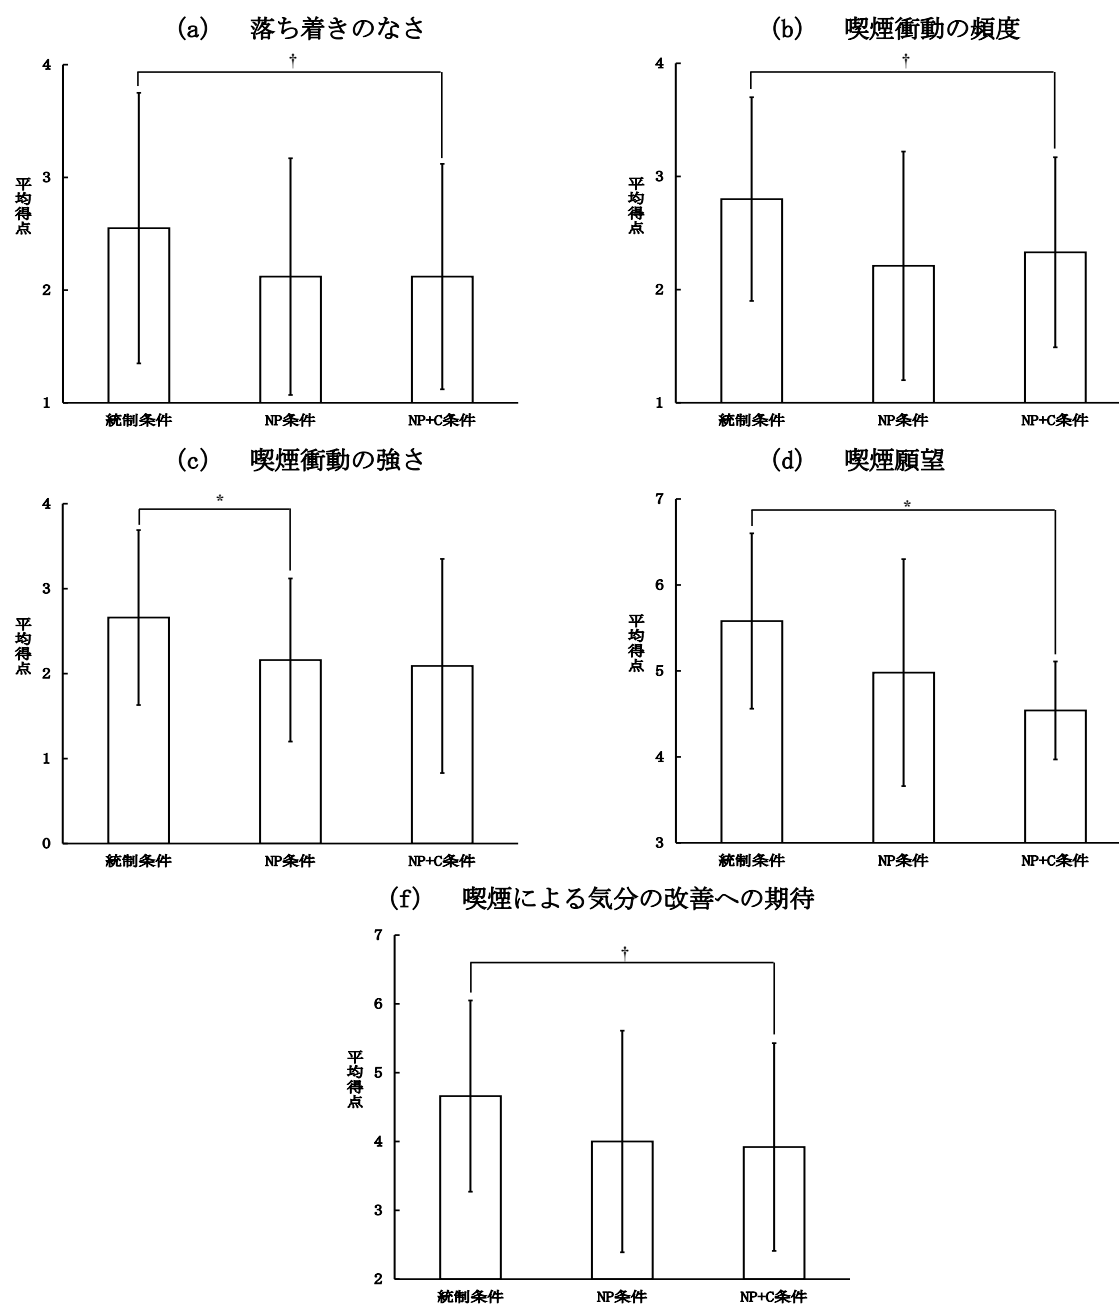 (a) 落ち着きのなさ
†
4
3
2
1
平均得点
統制条件 NP条件 NP+C条件
(b) 喫煙衝動の頻度
†
4
3
2
1
平均得点
統制条件 NP条件 NP+C条件
(c) 喫煙衝動の強さ
*
4
3
2
1
0
平均得点
統制条件 NP条件 NP+C条件
(d) 喫煙願望
*
7
6
5
4
3
平均得点
統制条件 NP条件 NP+C条件
(f) 喫煙による気分の改善への期待
†
7
6
5
4
3
2
平均得点
統制条件 NP条件 NP+C条件